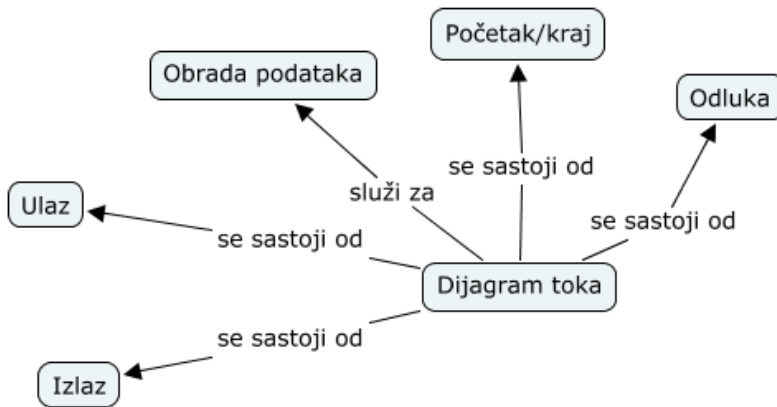 Početak/kraj
Obrada podataka
Odluka
se sastoji od
služi za
Ulaz
se sastoji od
se sastoji od
Dijagram toka
se sastoji od
Izlaz